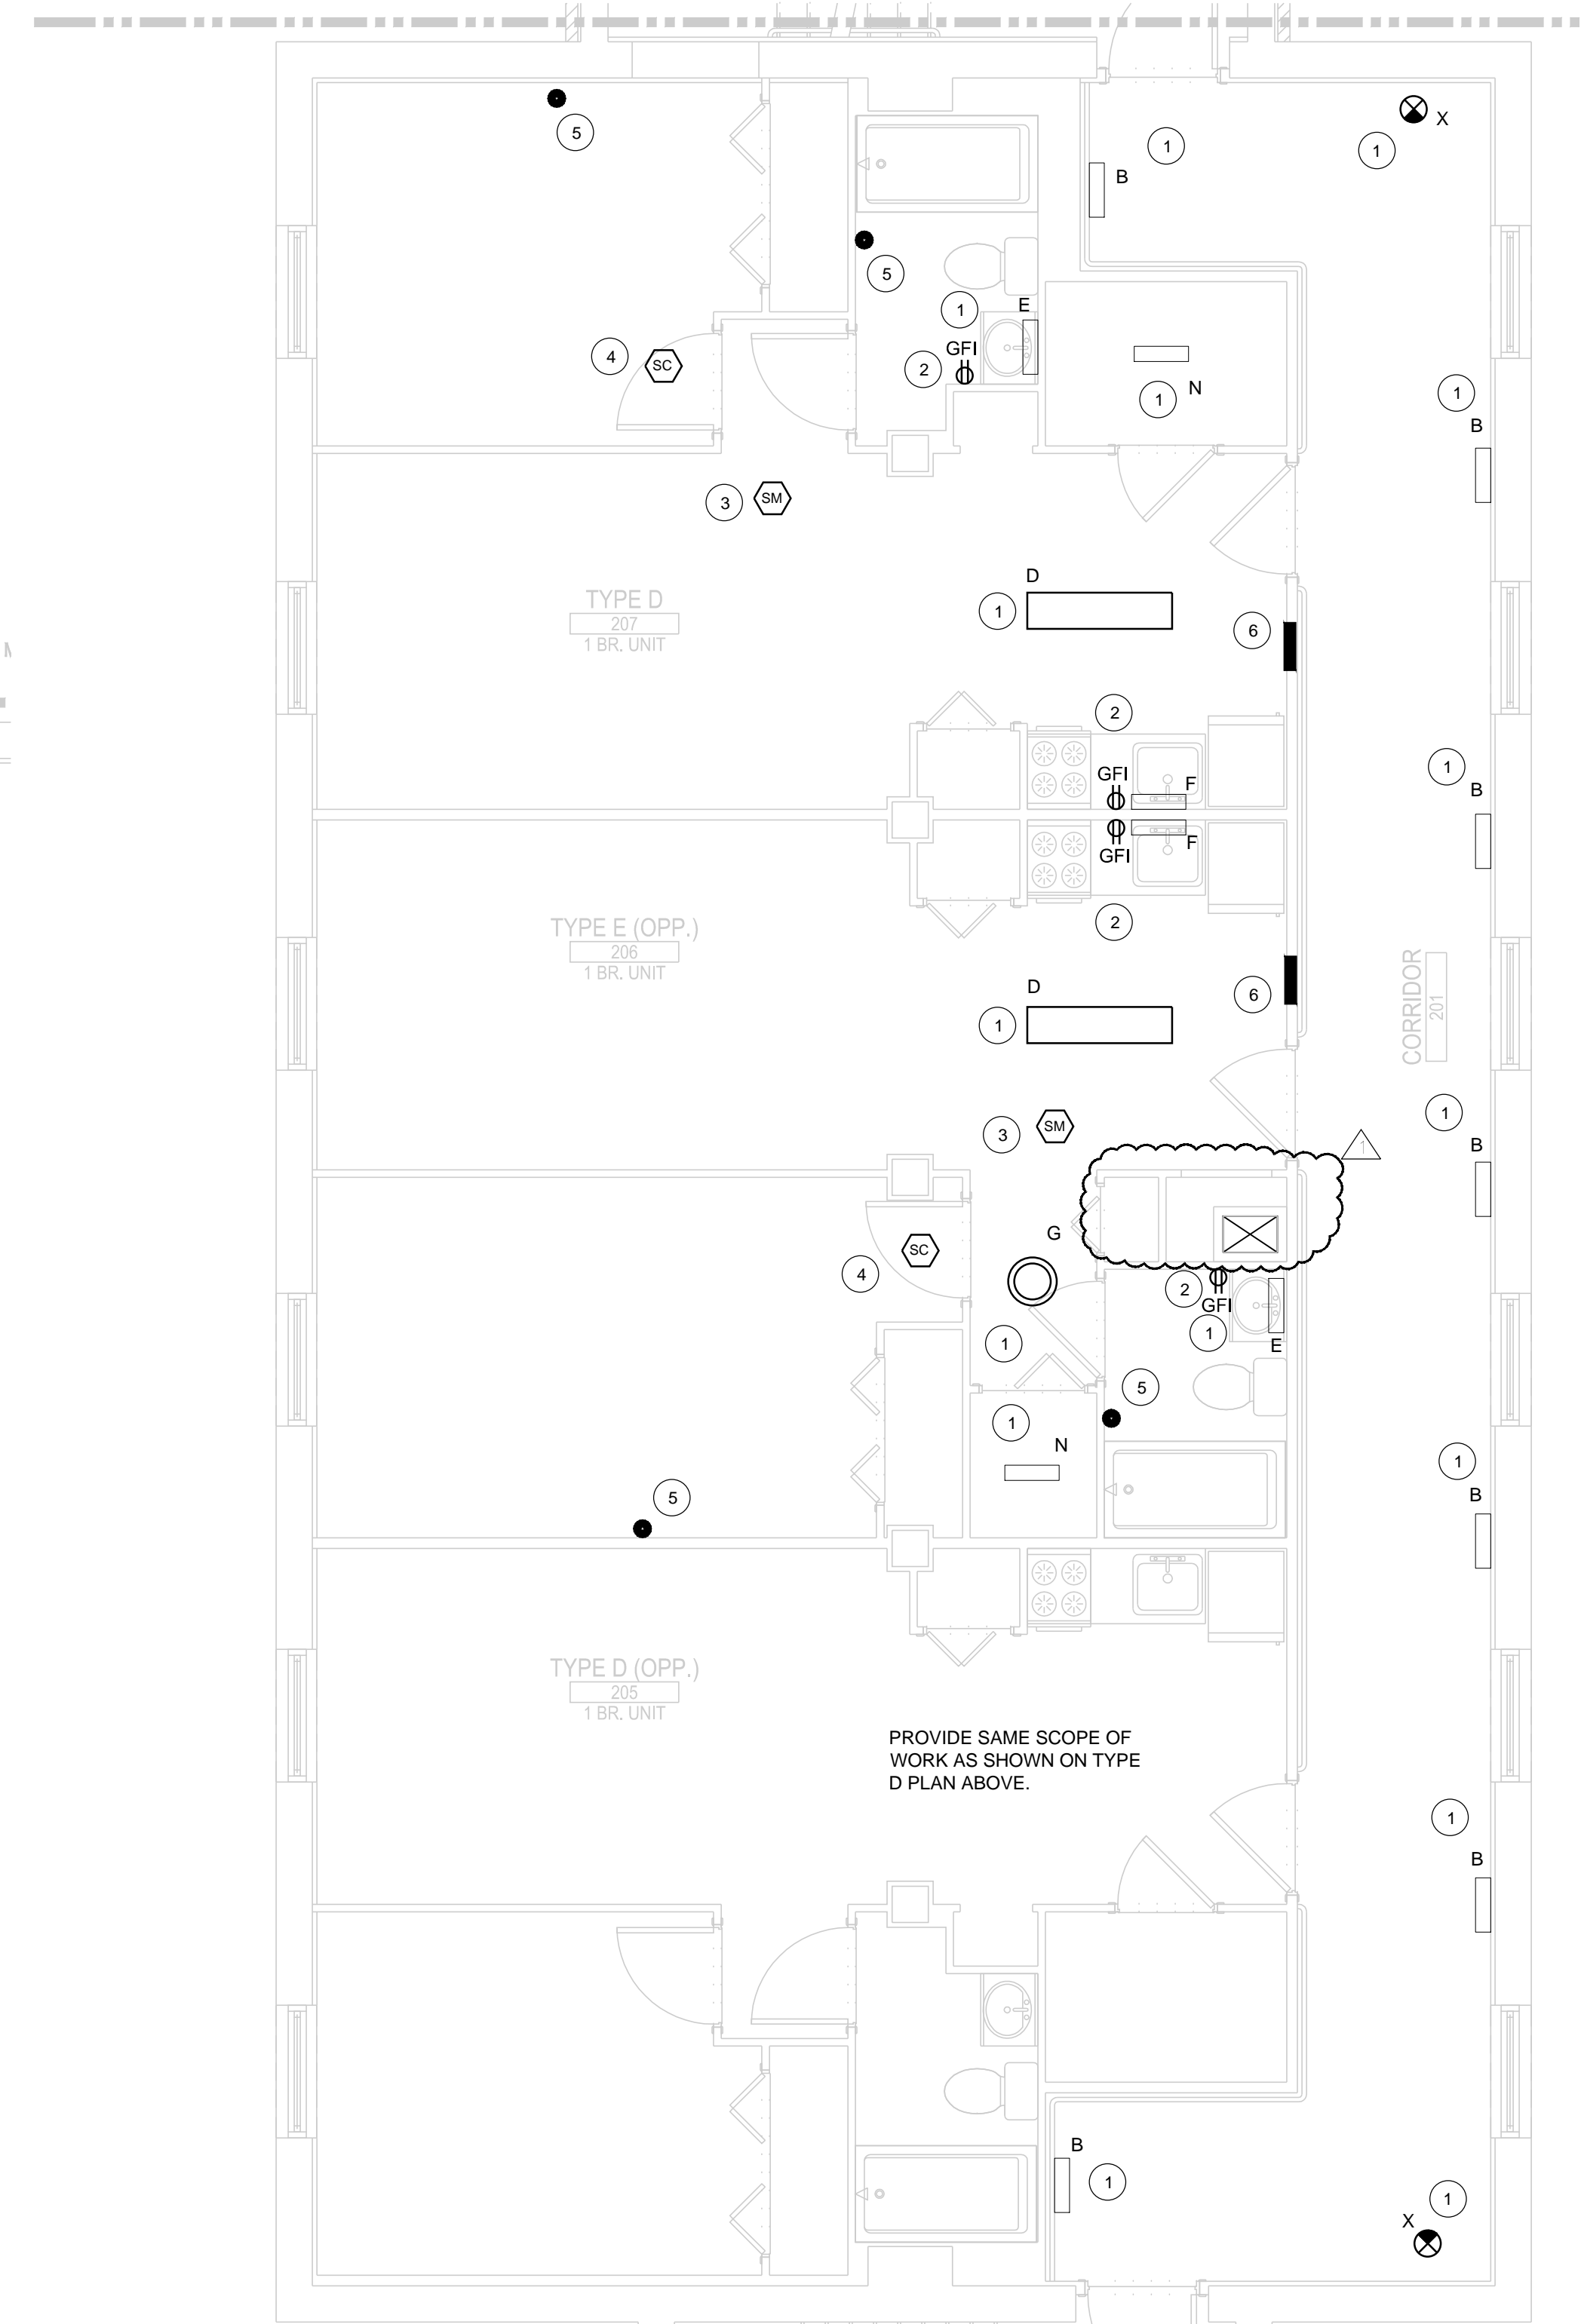 5
1
1
X
B
5
1
E
GFI
2
4
SC
1
N
1
B
3
SM
D
1
TYPE D
207
1 BR. UNIT
6
2
GFI
F
1
B
GFI
F
2
TYPE E (OPP.)
206
1 BR. UNIT
D
1
6
CORRIDOR
201
3
SM
1
1
B
G
SC
4
2
GFI
1
E
1
5
1
N
1
B
5
TYPE D (OPP.)
205
1 BR. UNIT
PROVIDE SAME SCOPE OF
WORK AS SHOWN ON TYPE
D PLAN ABOVE.
1
B
B
1
1
X